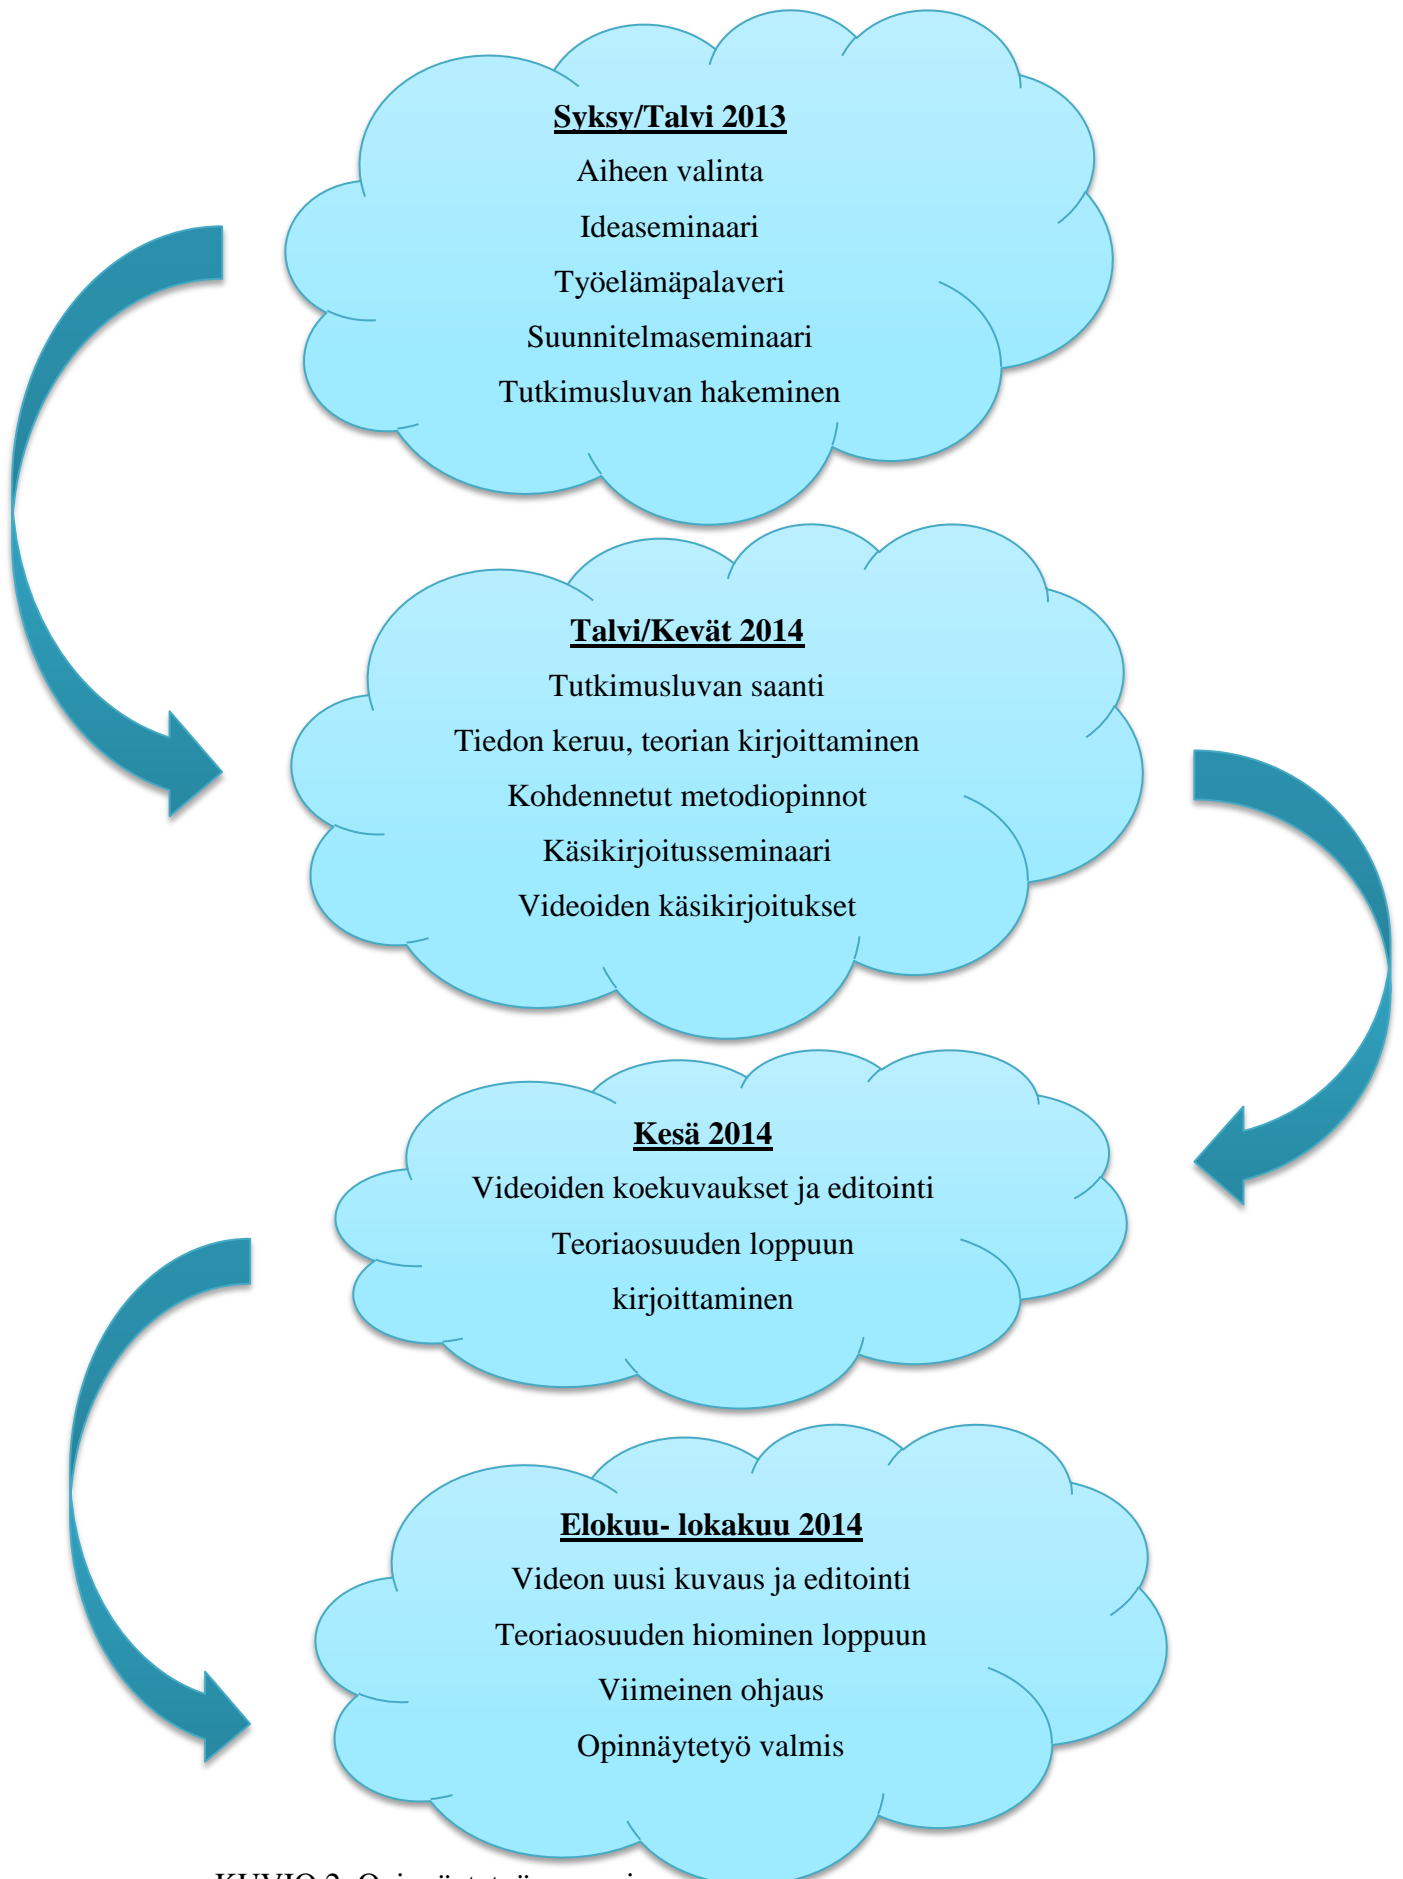 Syksy/Talvi 2013
Aiheen valinta
Ideaseminaari
Työelämäpalaveri
Suunnitelmaseminaari
Tutkimusluvan hakeminen
Talvi/Kevät 2014
Tutkimusluvan saanti
Tiedon keruu, teorian kirjoittaminen
Kohdennetut metodiopinnot
Käsikirjoitusseminaari
Videoiden käsikirjoitukset
Kesä 2014
Videoiden koekuvaukset ja editointi
Teoriaosuuden loppuun
kirjoittaminen
Elokuu- lokakuu 2014
Videon uusi kuvaus ja editointi
Teoriaosuuden hiominen loppuun
Viimeinen ohjaus
Opinnäytetyö valmis
KUVIO 2.